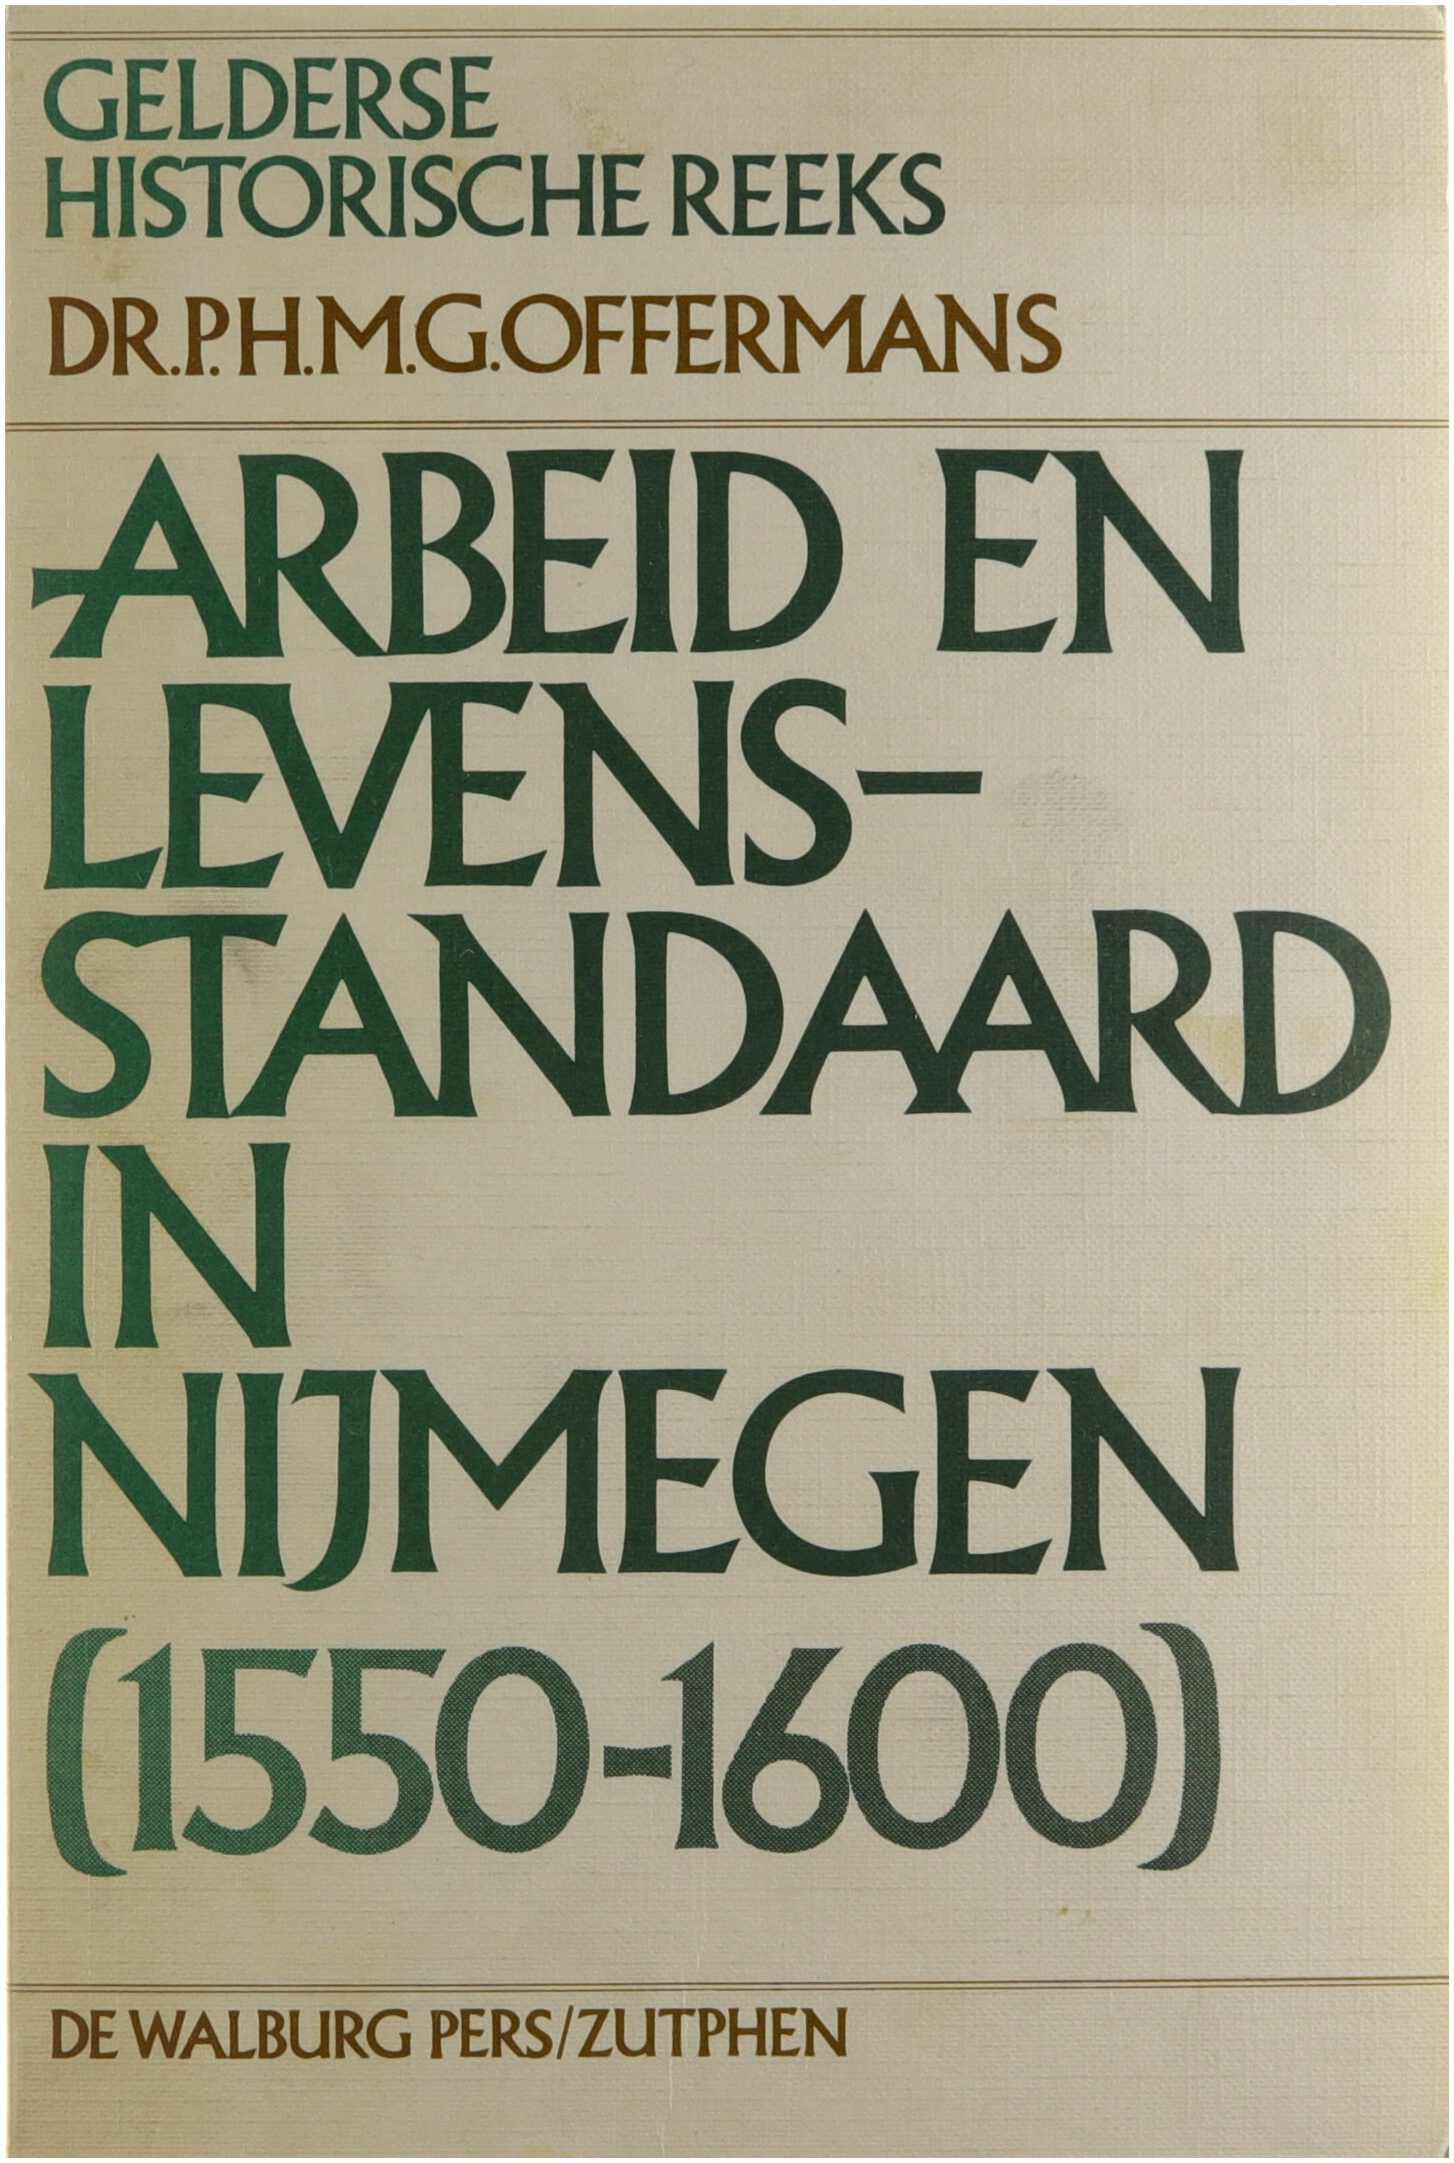 GELDERSE
HISTORISCHE REEKS
DR.P.H.M.G.OFFERMANS
ARBEID EN
LEVENS-
STANDAARD
IN
NIJMEGEN
(1550-1600)
DE WALBURG PERS/ZUTPHEN